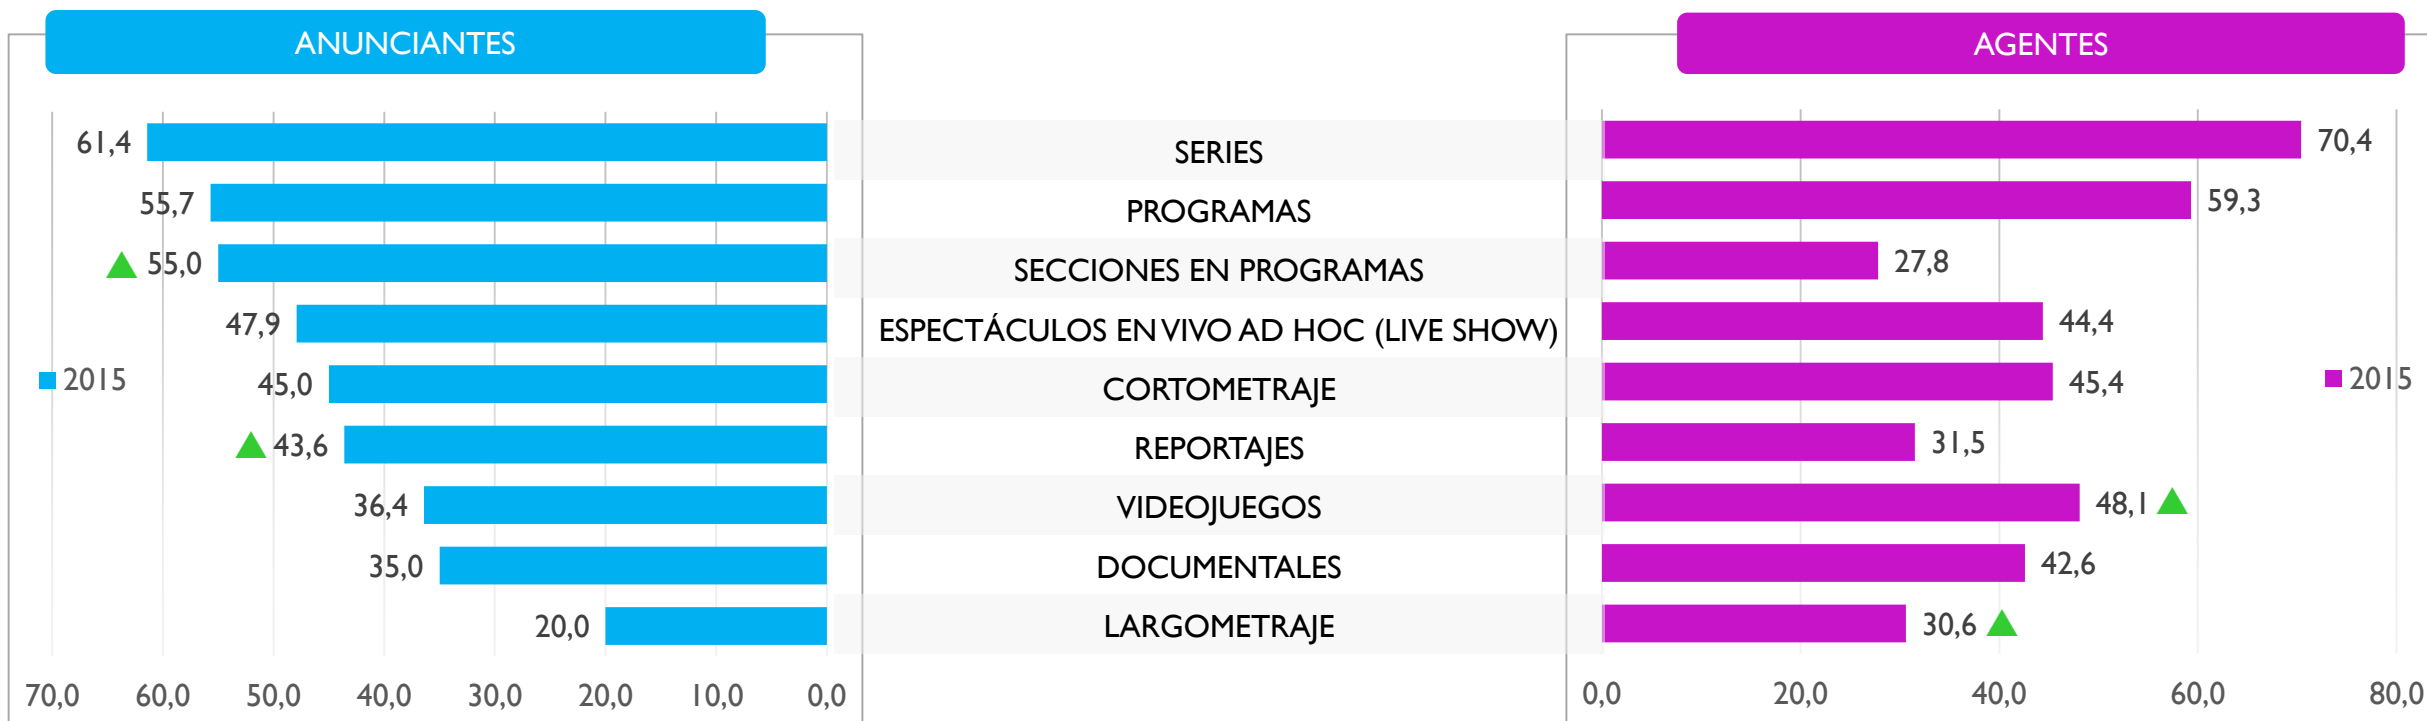 ANUNCIANTES
AGENTES
61,4 SERIES 70,4
55,7 PROGRAMAS 59,3
55,0 SECCIONES EN PROGRAMAS 27,8
47,9 ESPECTÁCULOS EN VIVO AD HOC (LIVE SHOW) 44,4
2015 45,0 CORTOMETRAJE 45,4 2015
43,6 REPORTAJES 31,5
36,4 VIDEOJUEGOS 48,1
35,0 DOCUMENTALES 42,6
20,0 LARGOMETRAJE 30,6
70,0 60,0 50,0 40,0 30,0 20,0 10,0 0,0
0,0 20,0 40,0 60,0 80,0